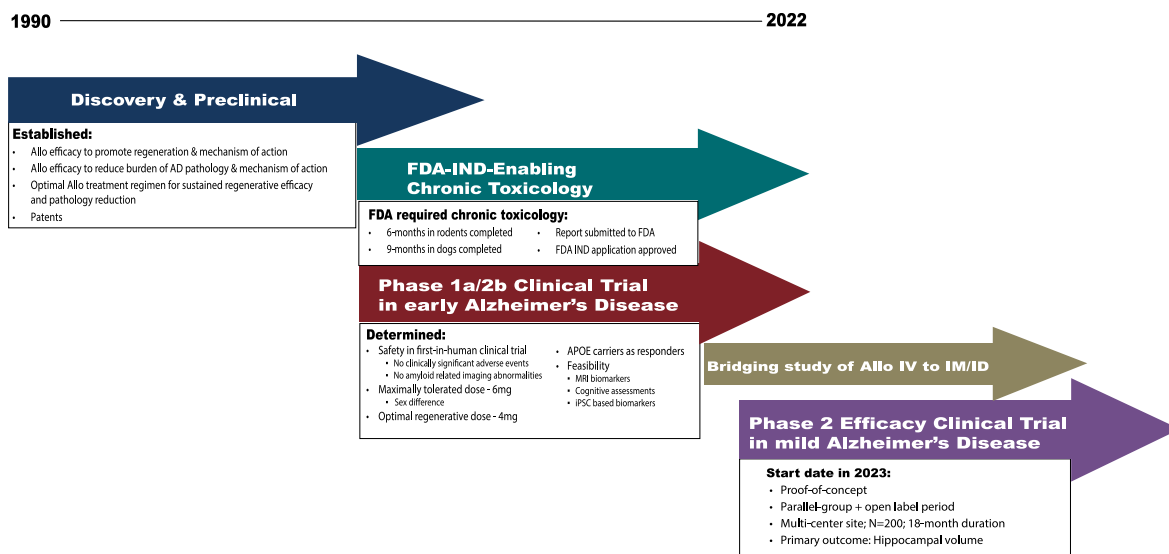 1990
2022
Discovery & Preclinical
Established:
• Allo efficacy to promote regeneration & mechanism of action
• Allo efficacy to reduce burden of AD pathology & mechanism of action
• Optimal Allo treatment regimen for sustained regenerative efficacy
and pathology reduction
• Patents
FDA-IND-Enabling
Chronic Toxicology
FDA required chronic toxicology:
• 6-months in rodents completed
• 9-months in dogs completed
• Report submitted to FDA
• FDA IND application approved
Phase 1a/2b Clinical Trial
in early Alzheimer's Disease
Determined:
• Safety in first-in-human clinical trial
• No clinically significant adverse events
• No amyloid related imaging abnormalities
• Maximally tolerated dose - 6mg
• Sex difference
• Optimal regenerative dose - 4mg
• APOE carriers as responders
• Feasibility
▪ MRI biomarkers
▪ Cognitive assessments
▪ iPSC based biomarkers
Bridging study of Allo IV to IM/ID
Phase 2 Efficacy Clinical Trial
in mild Alzheimer's Disease
Start date in 2023:
• Proof-of-concept
• Parallel-group + open label period
• Multi-center site; N=200; 18-month duration
• Primary outcome: Hippocampal volume